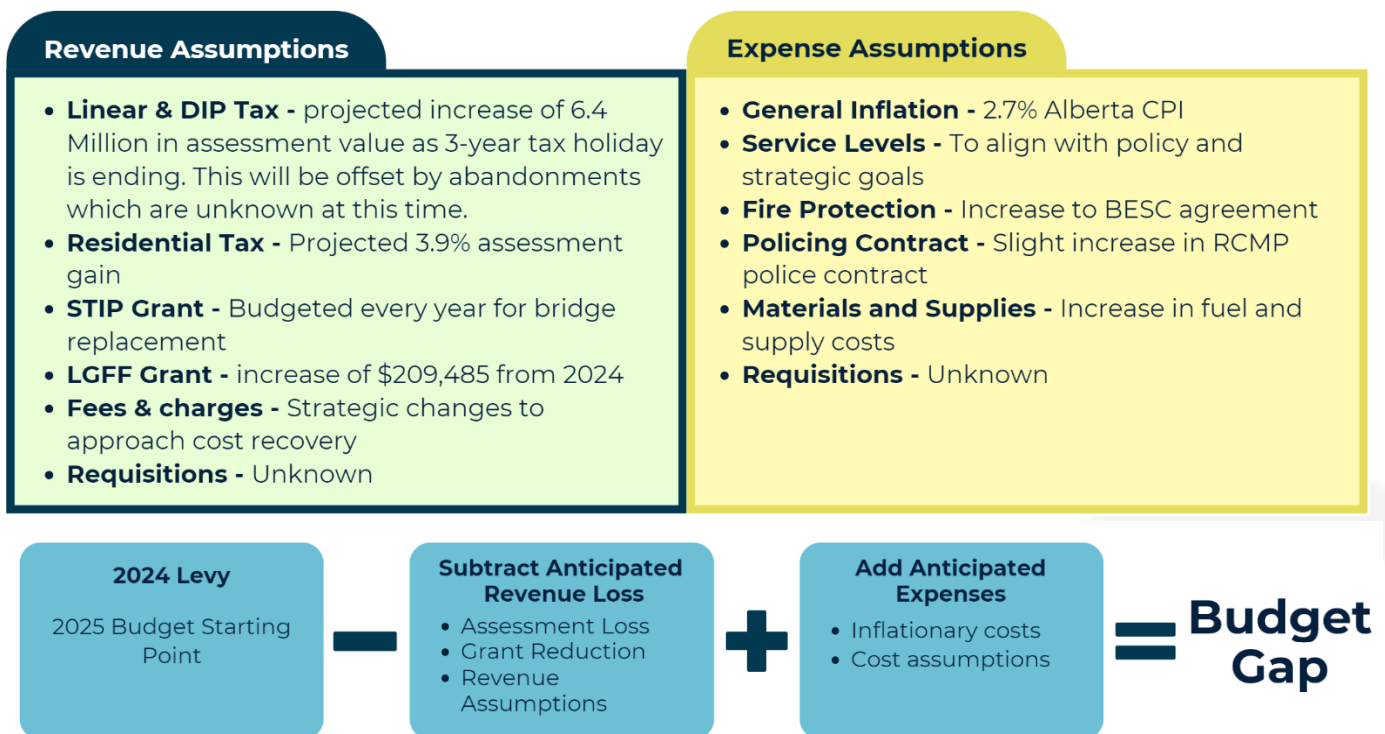 Revenue Assumptions
• Linear & DIP Tax - projected increase of 6.4
Million in assessment value as 3-year tax holiday
is ending. This will be offset by abandonments
which are unknown at this time.
• Residential Tax - Projected 3.9% assessment
gain
• STIP Grant - Budgeted every year for bridge
replacement
• LGFF Grant - increase of $209,485 from 2024
• Fees & charges - Strategic changes to
approach cost recovery
• Requisitions - Unknown
Expense Assumptions
• General Inflation - 2.7% Alberta CPI
• Service Levels - To align with policy and
strategic goals
• Fire Protection - Increase to BESC agreement
• Policing Contract - Slight increase in RCMP
police contract
• Materials and Supplies - Increase in fuel and
supply costs
• Requisitions - Unknown
2024 Levy
2025 Budget Starting
Point
−
Subtract Anticipated
Revenue Loss
• Assessment Loss
• Grant Reduction
• Revenue
Assumptions
+
Add Anticipated
Expenses
• Inflationary costs
• Cost assumptions
=
Budget
Gap